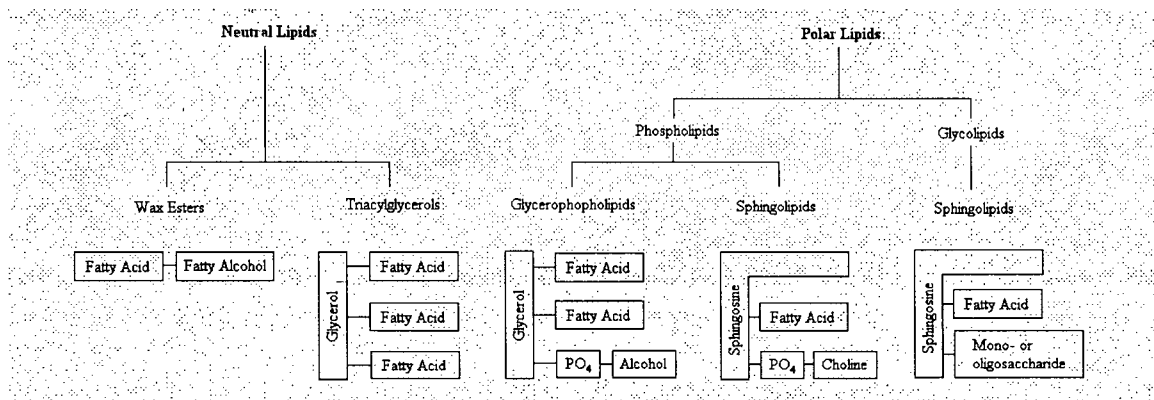 Neutral Lipids
Polar Lipids
Phospholipids
Glycolipids
Wax Esters
Triacylglycerols
Glycerophopholipids
Sphingolipids
Sphingolipids
Fatty Acid
Fatty Alcohol
Glycerol
Fatty Acid
Fatty Acid
Fatty Acid
Glycerol
Fatty Acid
Fatty Acid
PO₄
Alcohol
Sphingosine
Fatty Acid
PO₄
Choline
Sphingosine
Fatty Acid
Mono- or
oligosaccharide